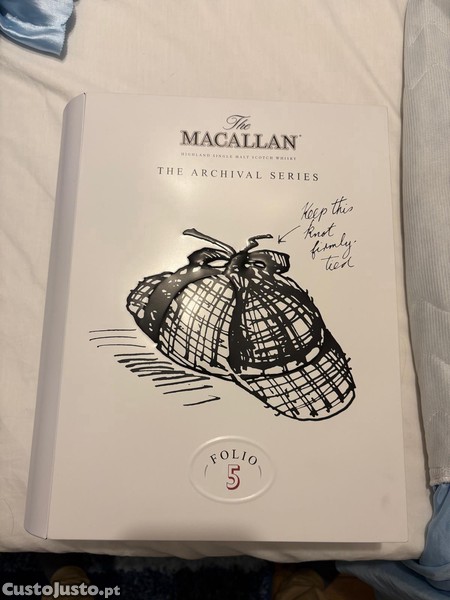 The
MACALLAN
HIGHLAND SINGLE MALT SCOTCH WHISKY
THE ARCHIVAL SERIES
Keep this
knot
firmly-
tied
FOLIO
5
CustoJusto.pt